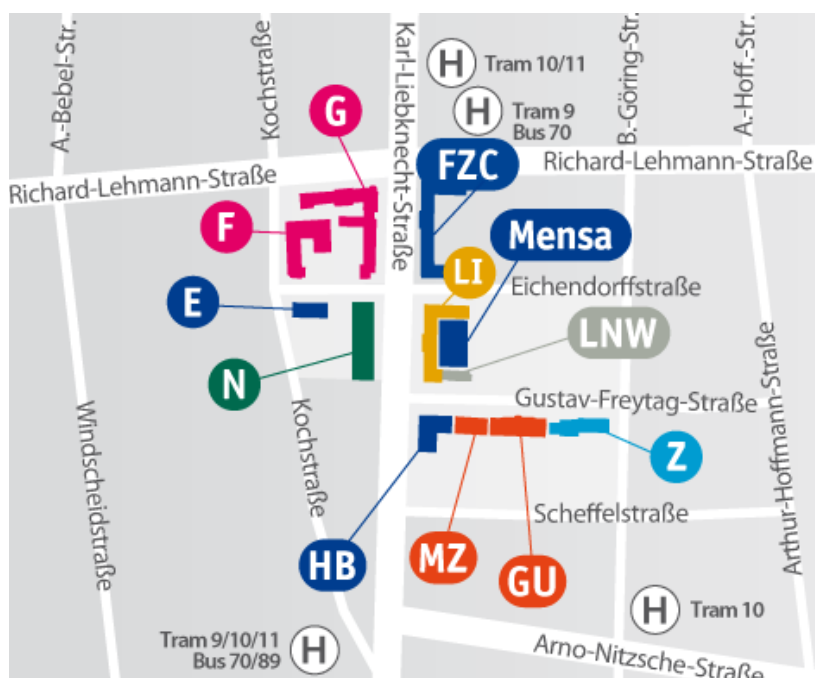 A.-Bebel-Str.
Kochstraße
Karl-Liebknecht-Straße
H
Tram 10/11
H
Tram 9
Bus 70
B.-Göring-Str.
A.-Hoff.-Str.
G
FZC
Richard-Lehmann-Straße
Richard-Lehmann-Straße
F
Mensa
LI
Eichendorffstraße
E
LNW
N
Gustav-Freytag-Straße
Windscheidstraße
Kochstraße
Z
Arthur-Hoffmann-Straße
Scheffelstraße
HB
MZ
GU
H
Tram 10
Tram 9/10/11
Bus 70/89
H
Arno-Nitzsche-Straße